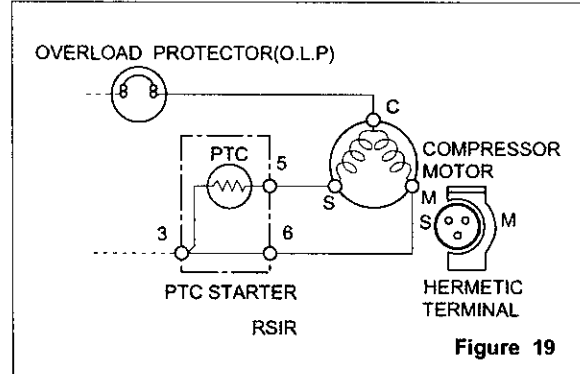 OVERLOAD PROTECTOR(O.L.P)
C
PTC
5
COMPRESSOR
MOTOR
S
M
S
M
3
6
PTC STARTER
HERMETIC
TERMINAL
RSIR
Figure 19